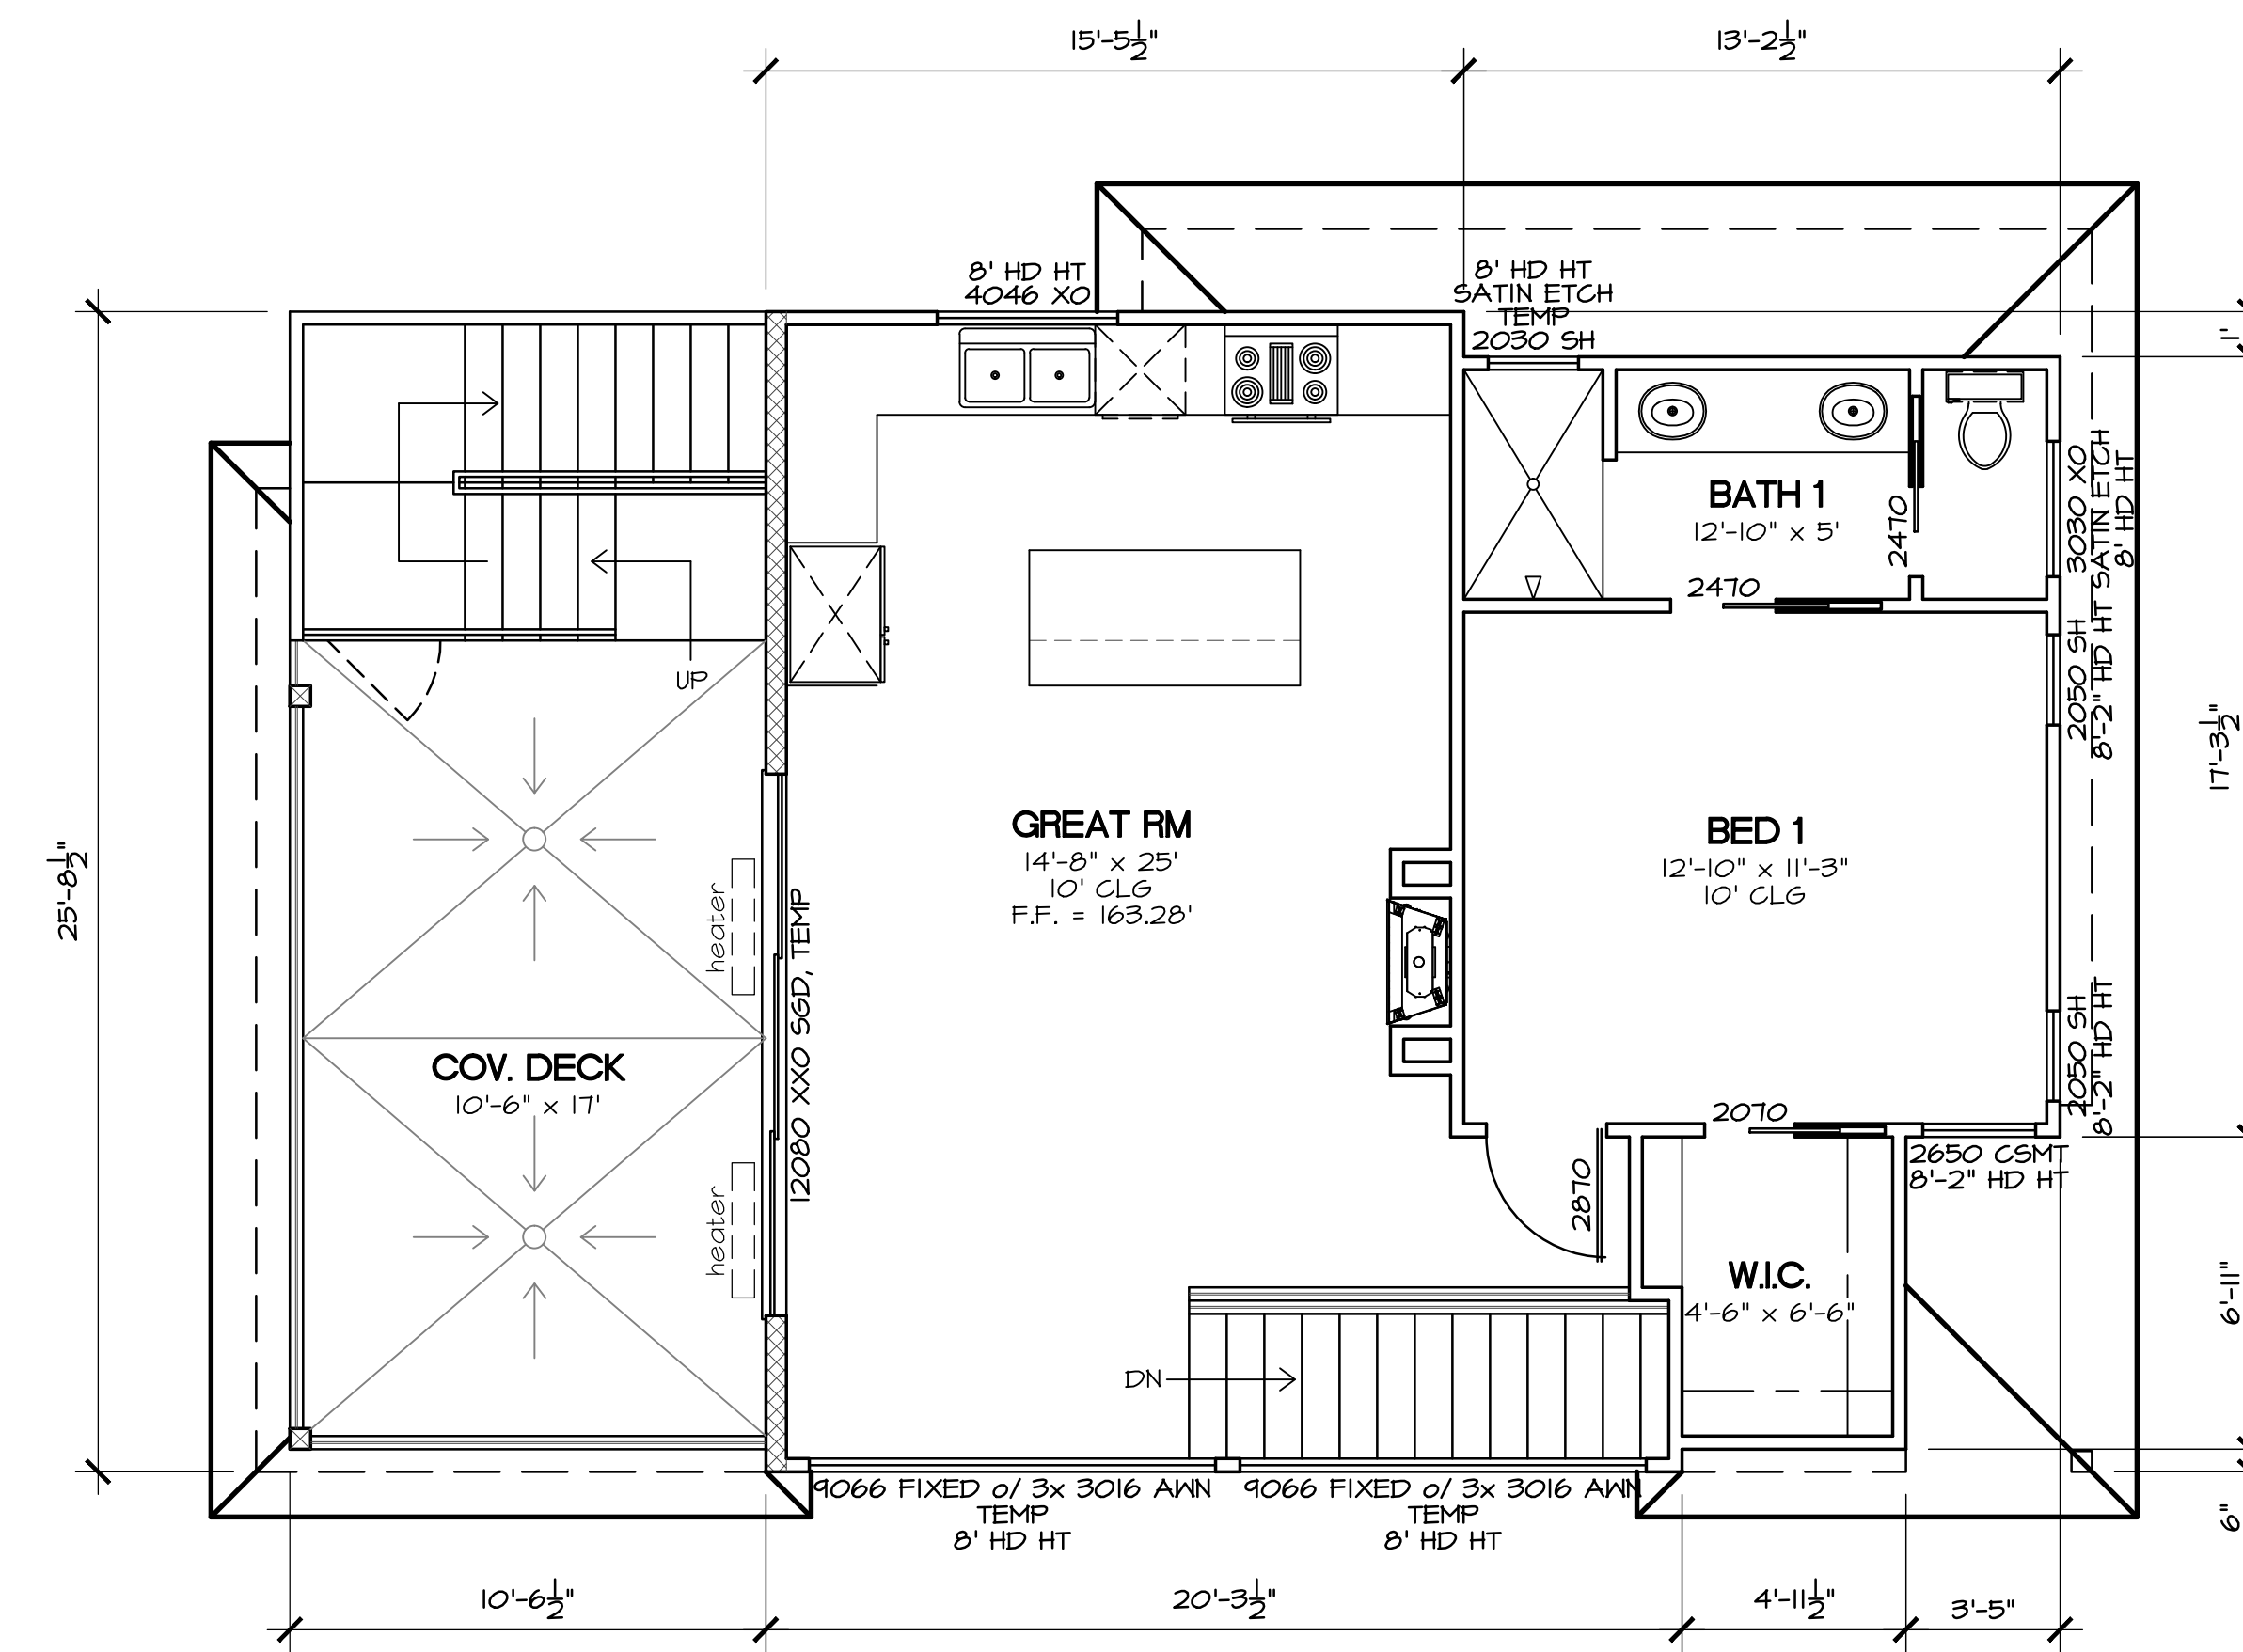 15'-5 1/2"
13'-2 1/2"
8' HD HT
4046 XO
8' HD HT
SATIN ETCH
TEMP
2030 SH
1'
BATH 1
12'-10" x 5'
2470
2470
3030 XO
SATIN ETCH
8' HD HT
2050 SH
8'-2" HD HT
UP
17'-3 1/2"
25'-8 1/2"
GREAT RM
14'-8" x 25'
10' CLG
F.F. = 163.28'
BED 1
12'-10" x 11'-3"
10' CLG
heater
12080 XXO SGD, TEMP
COV. DECK
10'-6" x 17'
2050 SH
8'-2" HD HT
2070
2650 CSMT
8'-2" HD HT
2870
heater
W.I.C.
4'-6" x 6'-6"
6'-11"
DN
9066 FIXED o/ 3x 3016 AWN
TEMP
8' HD HT
9066 FIXED o/ 3x 3016 AWN
TEMP
8' HD HT
6"
10'-6 1/2"
20'-3 1/2"
4'-11 1/2"
3'-5"